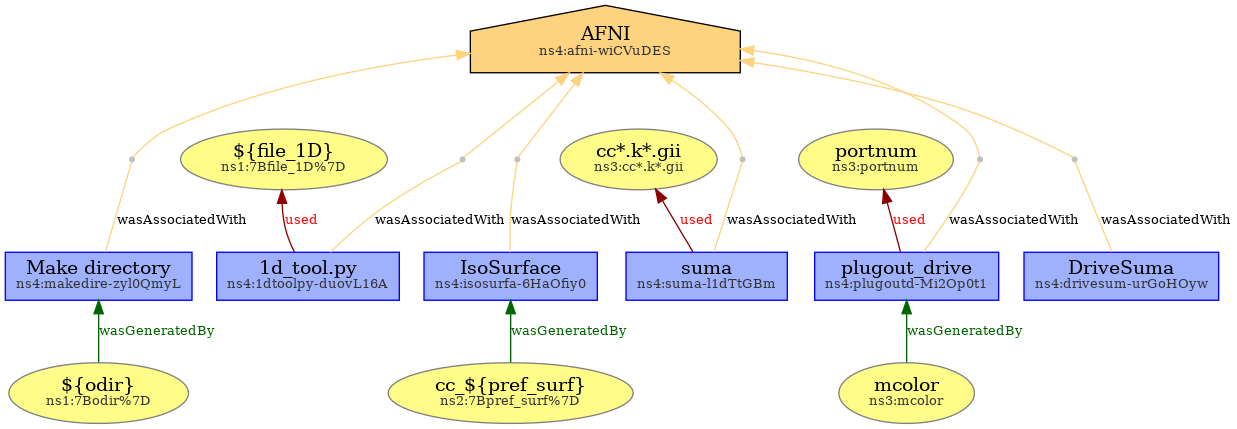 AFNI
ns4:afni-wiCVuDES
${file_1D}
ns1:7Bfile_1D%7D
cc*.k*.gii
ns3:cc*.k*.gii
portnum
ns3:portnum
wasAssociatedWith
used
wasAssociatedWith
wasAssociatedWith
used
wasAssociatedWith
used
wasAssociatedWith
wasAssociatedWith
Make directory
ns4:makedire-zyl0QmyL
1d_tool.py
ns4:1dtoolpy-duovL16A
IsoSurface
ns4:isosurfa-6HaOfiy0
suma
ns4:suma-l1dTtGBm
plugout_drive
ns4:plugoutd-Mi2Op0t1
DriveSuma
ns4:drivesum-urGoHOyw
wasGeneratedBy
wasGeneratedBy
wasGeneratedBy
${odir}
ns1:7Bodir%7D
cc_${pref_surf}
ns2:7Bpref_surf%7D
mcolor
ns3:mcolor